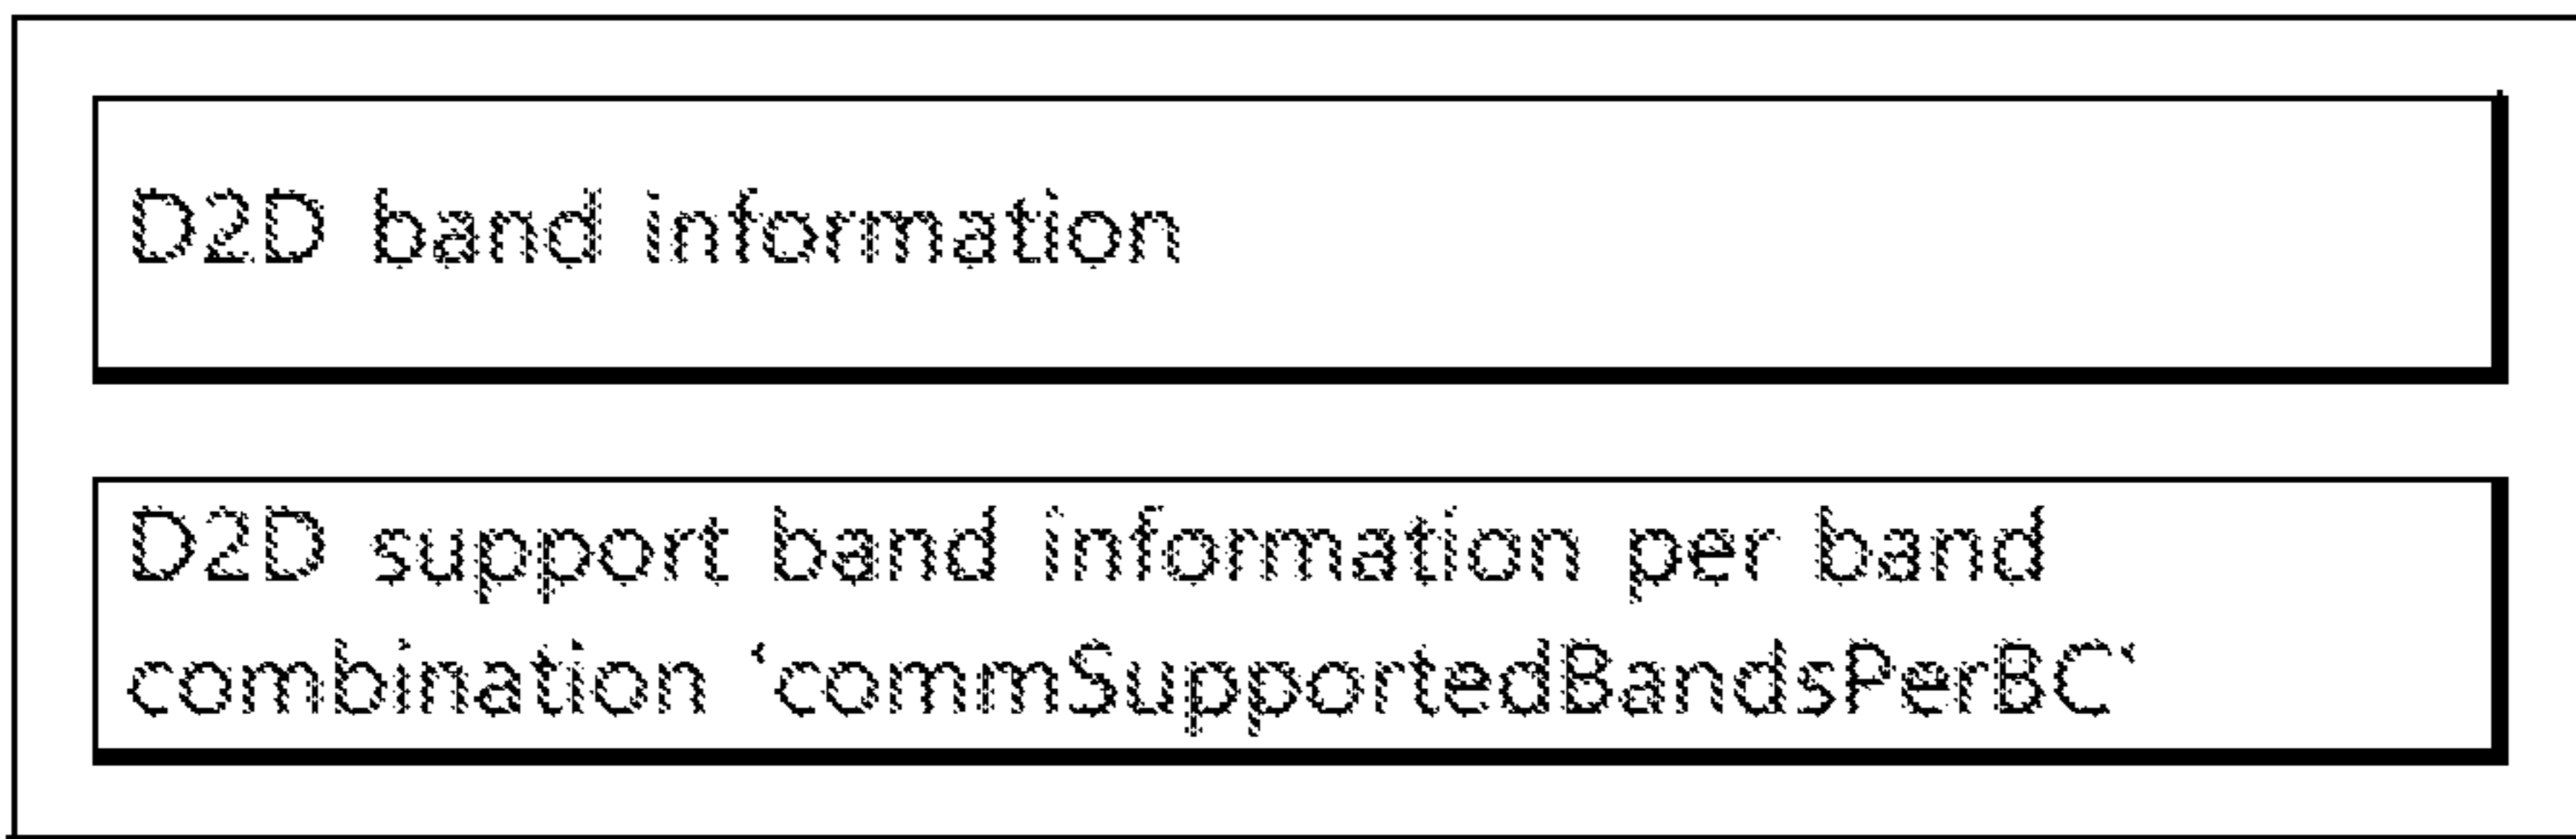 D2D band information
D2D support band information per band
combination ‘commSupportedBandsPerBC‘